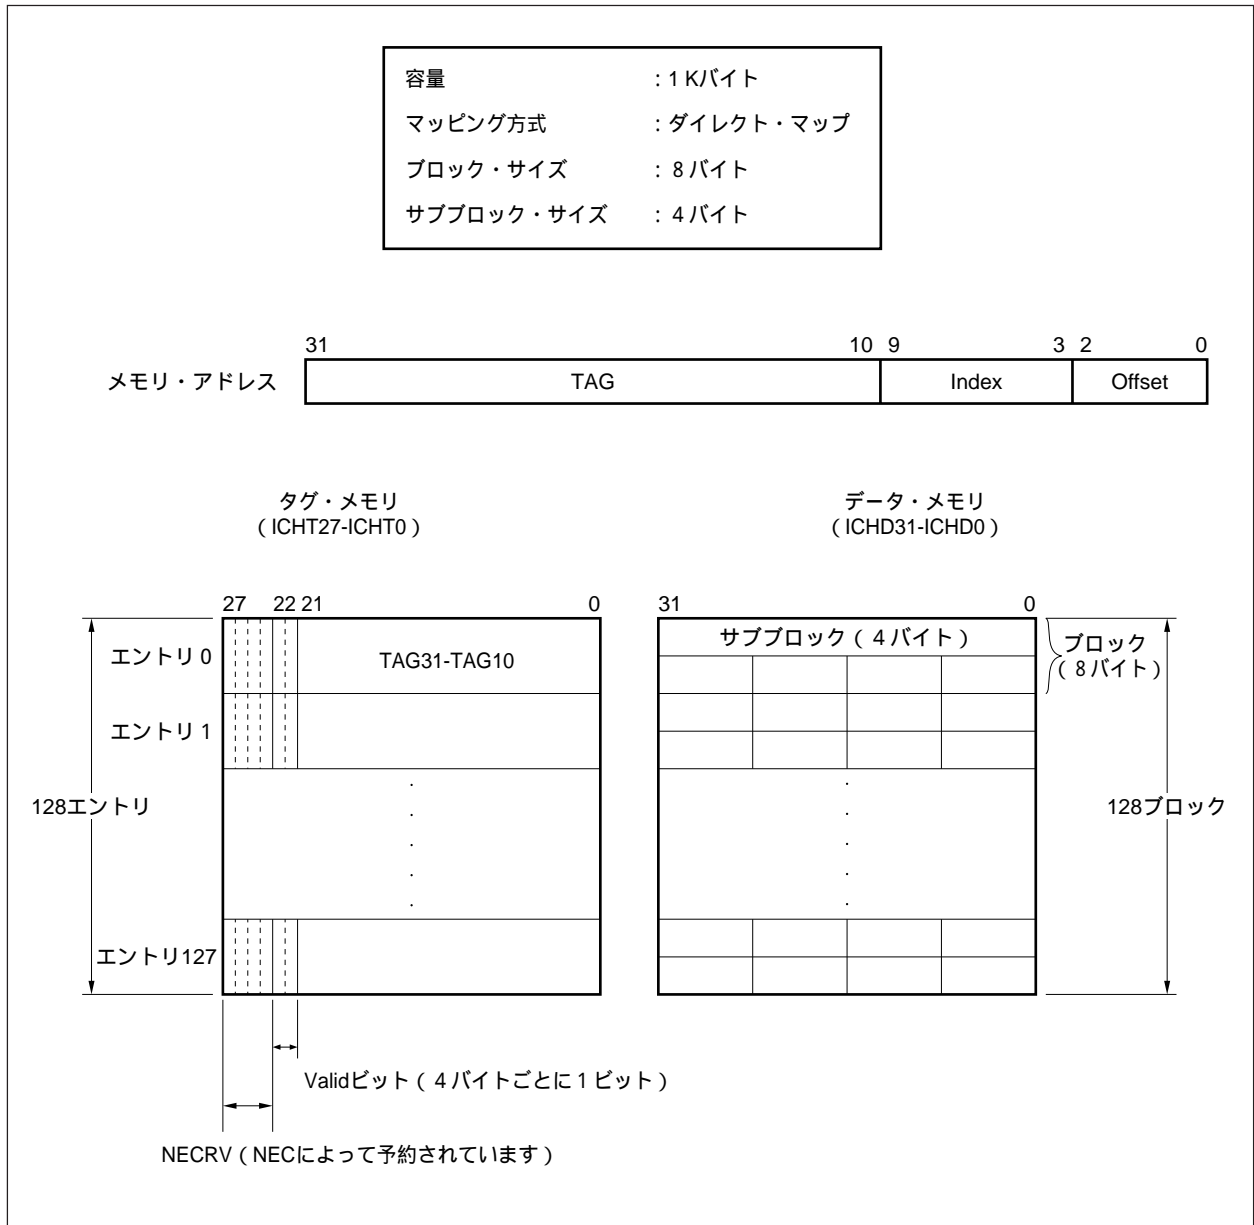 容量 : 1 Kバイト
マッピング方式 : ダイレクト・マップ
ブロック・サイズ : 8 バイト
サブブロック・サイズ : 4 バイト
31 10 9 3 2 0
メモリ・アドレス TAG Index Offset
タグ・メモリ
( ICHT27-ICHT0 )
データ・メモリ
( ICHD31-ICHD0 )
27 22 21 0
31 0
エントリ 0 TAG31-TAG10
サブブロック ( 4 バイト )
ブロック
( 8 バイト )
エントリ 1
128エントリ
128ブロック
エントリ127
Validビット ( 4 バイトごとに 1 ビット )
NECRV ( NECによって予約されています )